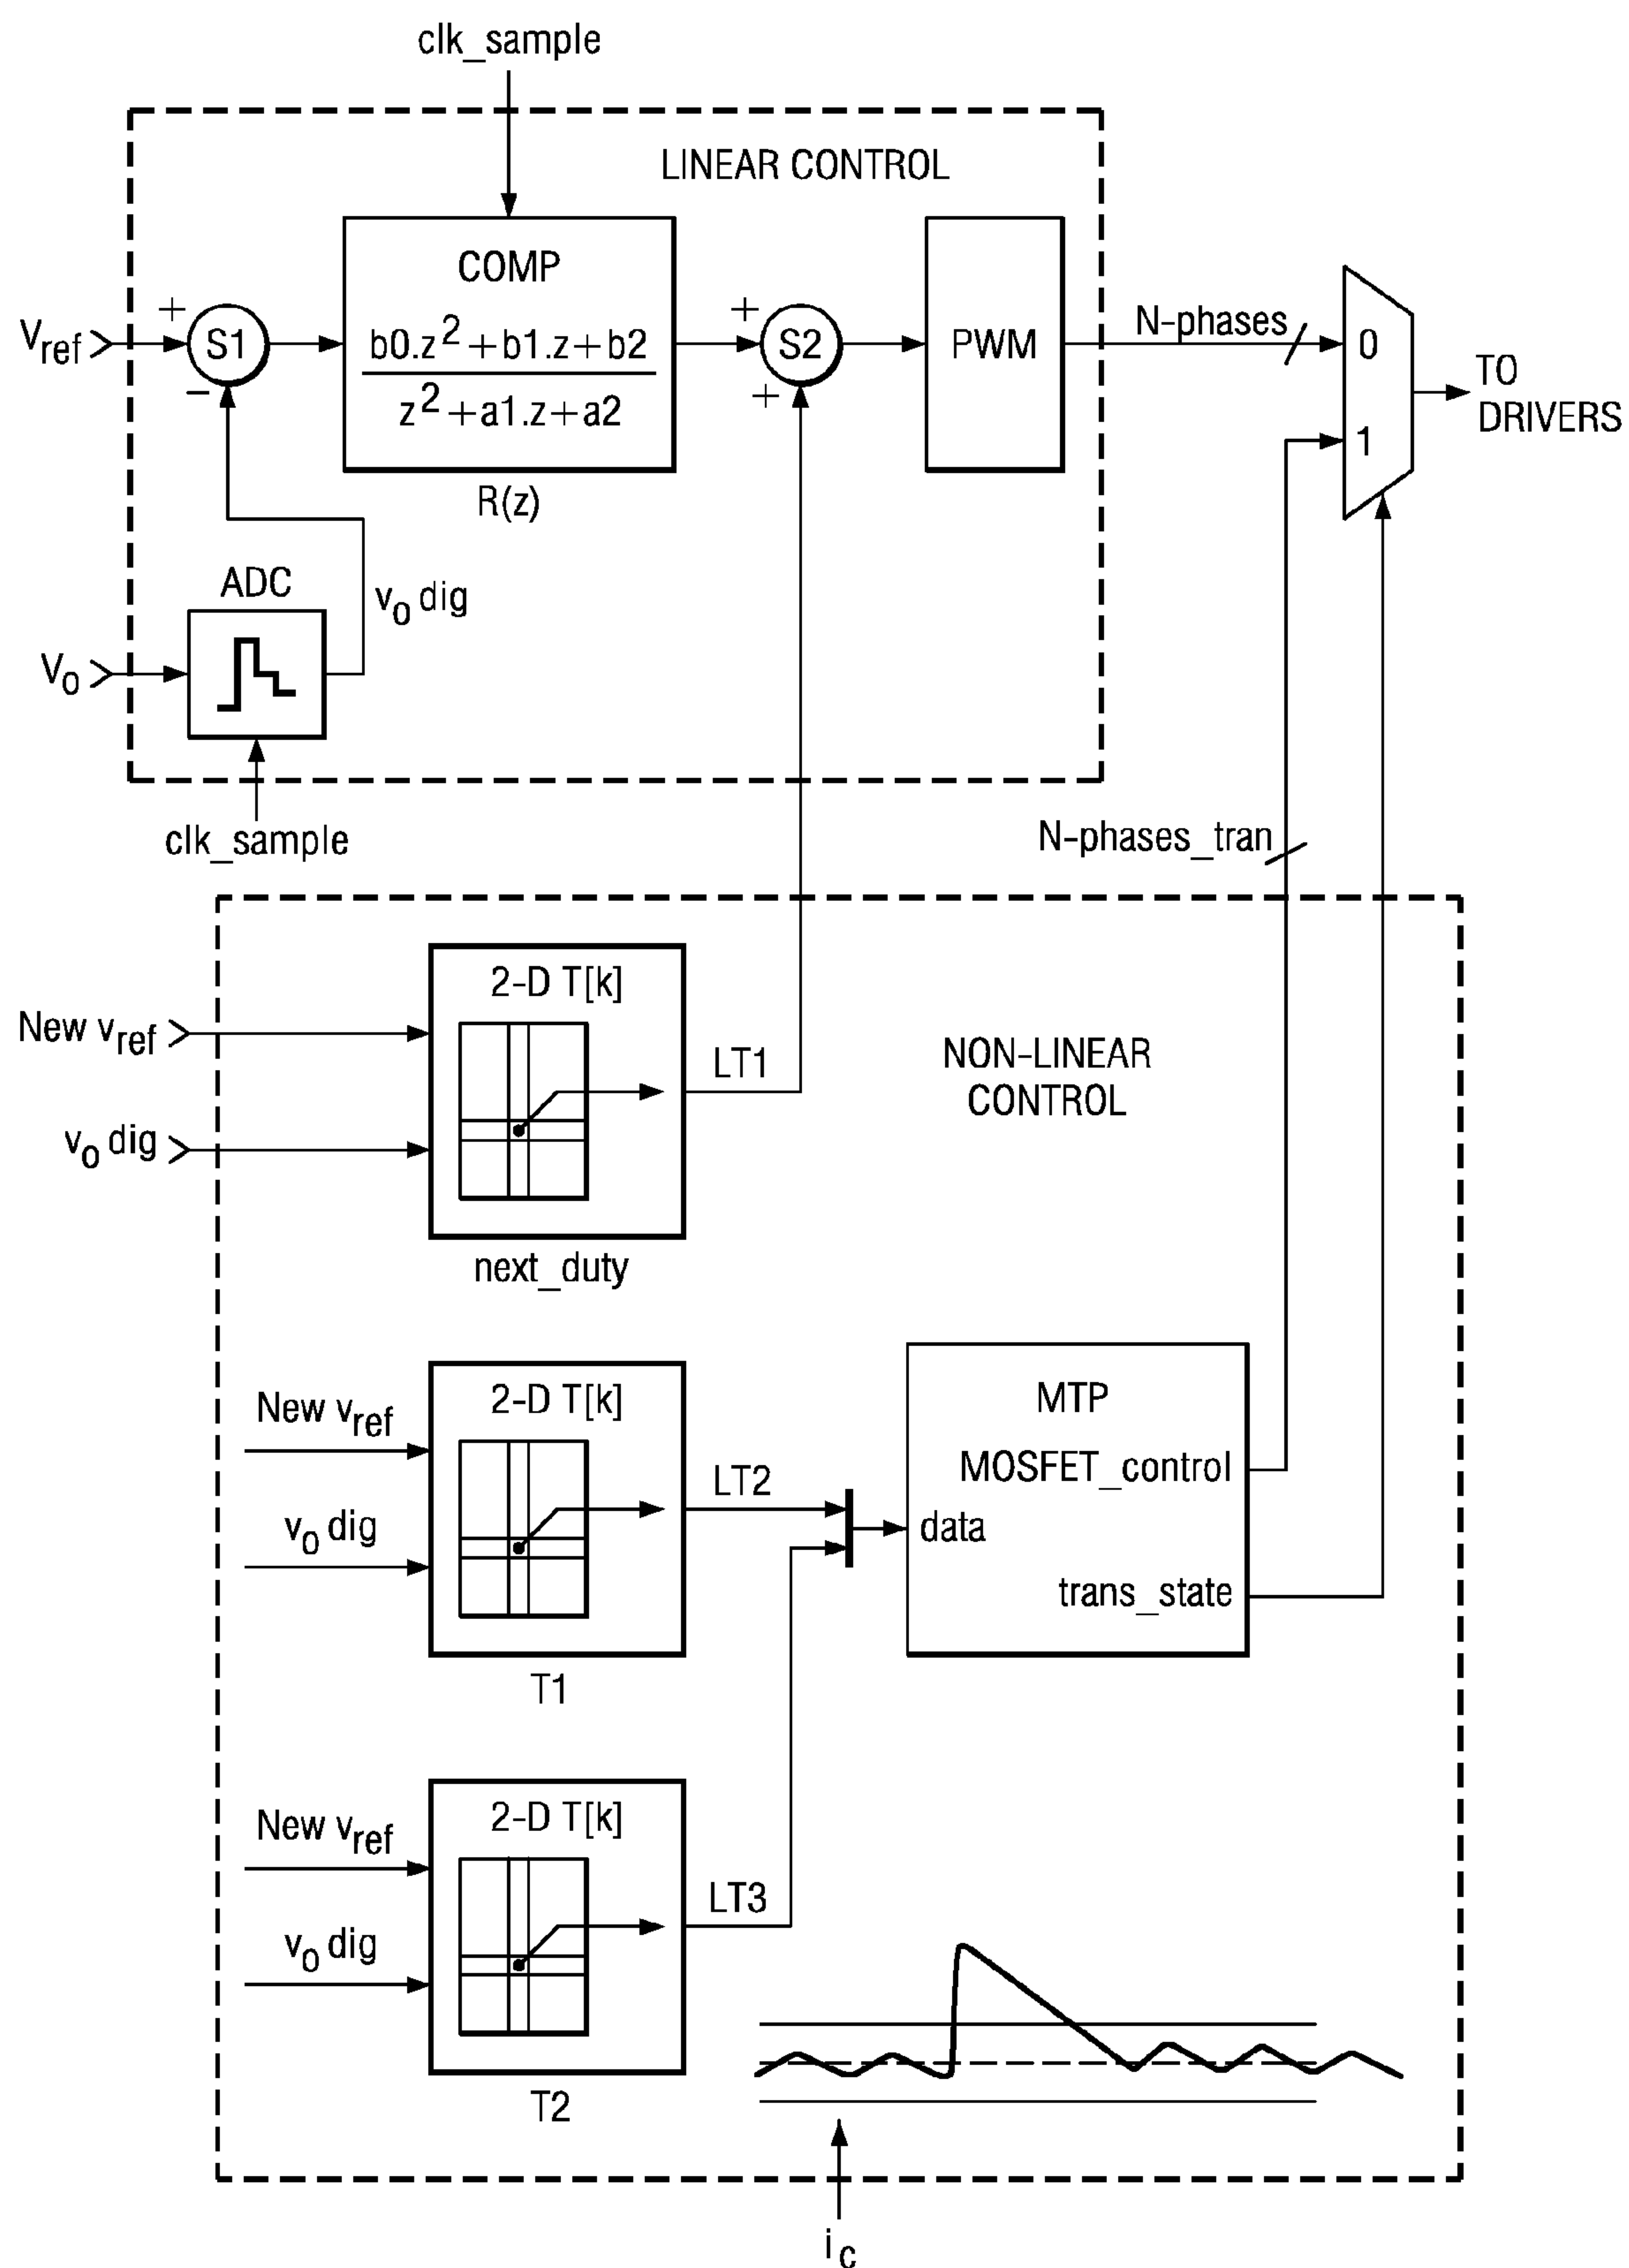 clk_sample
LINEAR CONTROL
COMP
b0.z²+b1.z+b2
z²+a1.z+a2
R(z)
Vref
+
S1
−
+
S2
+
PWM
N-phases
0
1
TO
DRIVERS
ADC
vo dig
Vo
clk_sample
N-phases_tran
2-D T[k]
New vref
vo dig
LT1
next_duty
NON-LINEAR
CONTROL
2-D T[k]
New vref
vo dig
LT2
T1
MTP
MOSFET_control
data
trans_state
2-D T[k]
New vref
vo dig
LT3
T2
ic